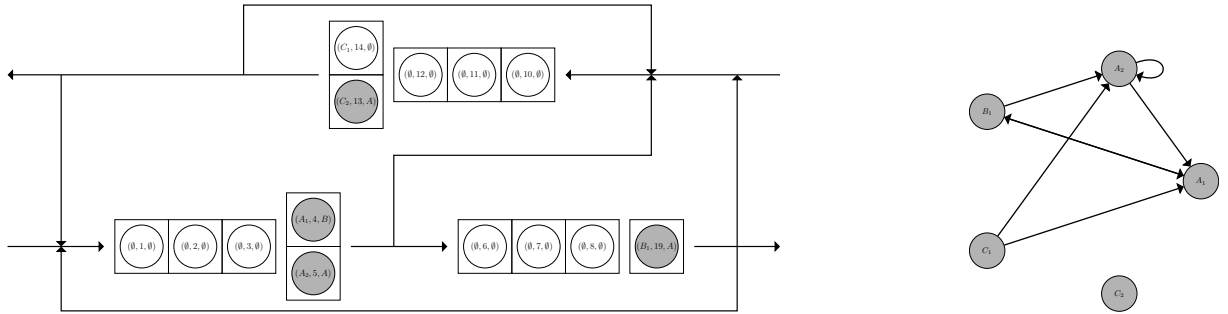 (C₁, 14, ∅)
(∅, 12, ∅) (∅, 11, ∅) (∅, 10, ∅)
(C₂, 13, A)
(A₁, 4, B)
(∅, 1, ∅) (∅, 2, ∅) (∅, 3, ∅)
(A₂, 5, A)
(∅, 6, ∅) (∅, 7, ∅) (∅, 8, ∅) (B₁, 19, A)
A₂
B₁
A₁
C₁
C₂